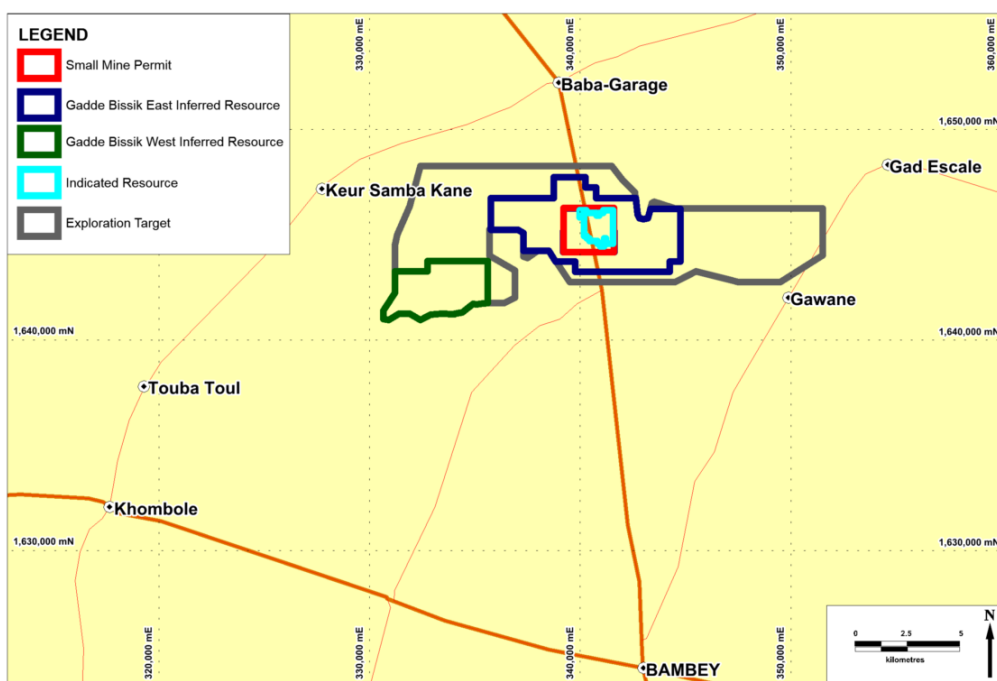 LEGEND
Small Mine Permit
Gadde Bissik East Inferred Resource
Gadde Bissik West Inferred Resource
Indicated Resource
Exploration Target
330,000 mE
340,000 mE
350,000 mE
360,000 mE
Baba-Garage
1,650,000 mN
1,650,000 mN
Gad Escale
Keur Samba Kane
Gawane
1,640,000 mN
1,640,000 mN
Touba Toul
Khombole
1,630,000 mN
1,630,000 mN
320,000 mE
330,000 mE
340,000 mE
350,000 mE
BAMBEY
0 2.5 5
kilometres
N